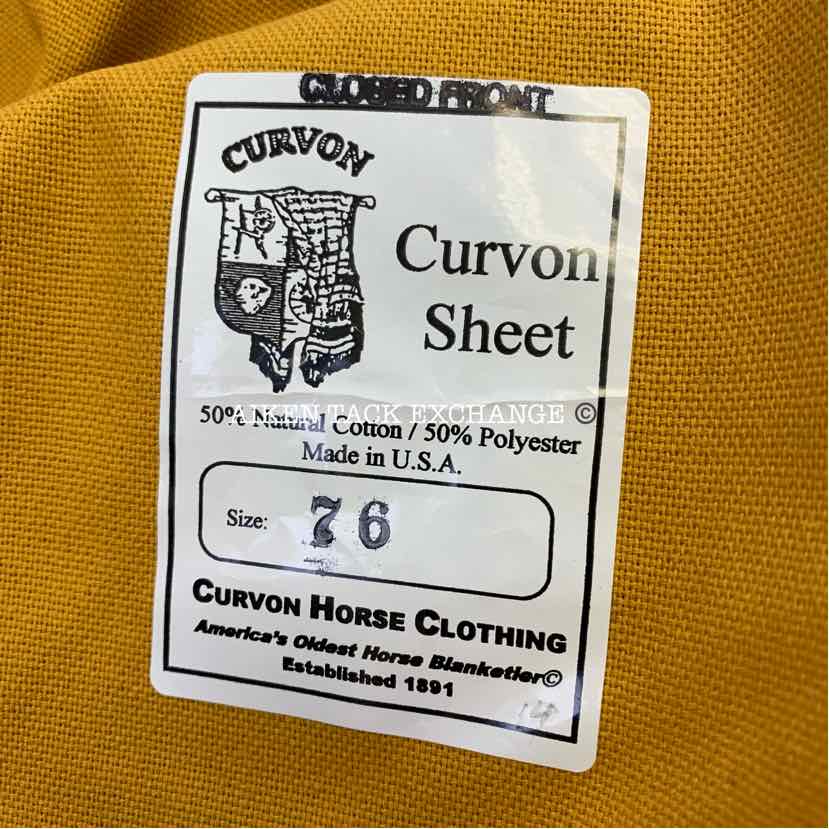 CLOSED FRONT
CURVON
Curvon
Sheet
AIKEN TACK EXCHANGE ©
50% Natural Cotton / 50% Polyester
Made in U.S.A.
Size: 76
CURVON HORSE CLOTHING
America's Oldest Horse Blanketier©
Established 1891